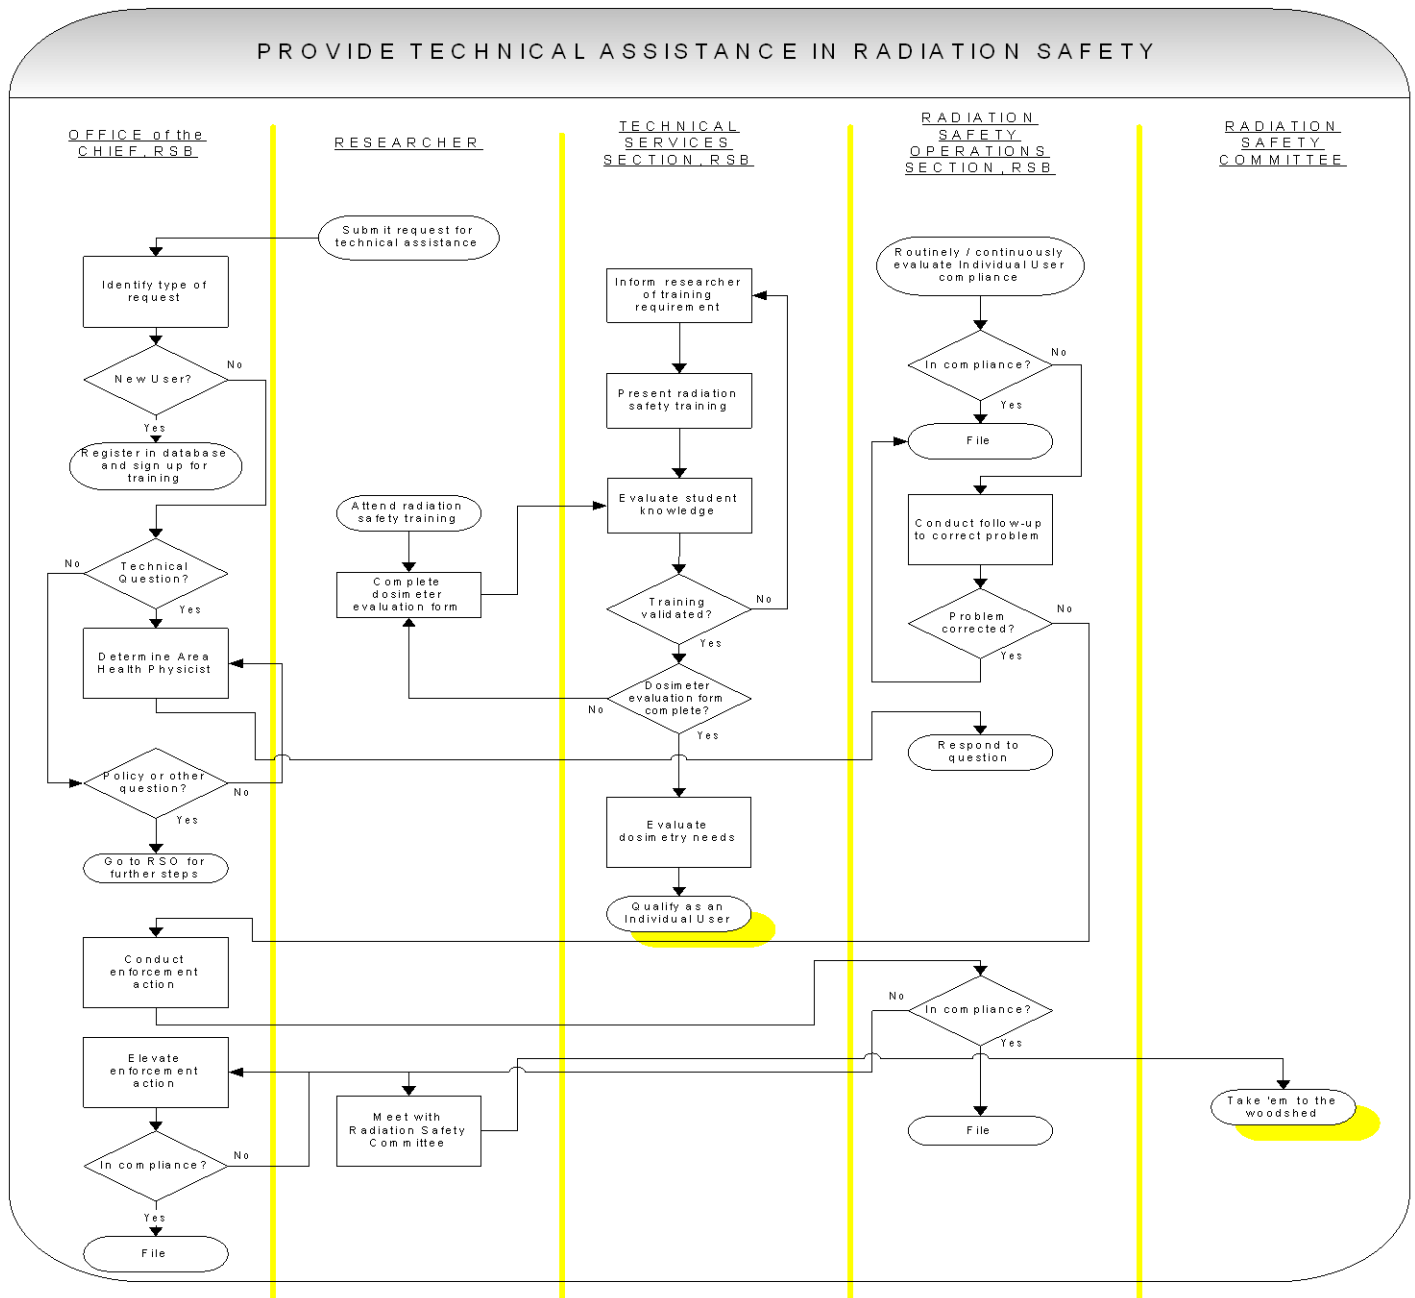 PROVIDE TECHNICAL ASSISTANCE IN RADIATION SAFETY
OFFICE of the
CHIEF, RSB
RESEARCHER
TECHNICAL
SERVICES
SECTION, RSB
RADIATION
SAFETY
OPERATIONS
SECTION, RSB
RADIATION
SAFETY
COMMITTEE
Submit request for
technical assistance
Identify type of
request
New User?
No
Yes
Register in database
and sign up for
training
Technical
Question?
No
Yes
Determine Area
Health Physicist
Policy or other
question?
No
Yes
Go to RSO for
further steps
Conduct
enforcement
action
Elevate
enforcement
action
In compliance?
No
Yes
File
Attend radiation
safety training
Complete
dosimeter
evaluation form
Meet with
Radiation Safety
Committee
Inform researcher
of training
requirement
Present radiation
safety training
Evaluate student
knowledge
Training
validated?
No
Yes
Dosimeter
evaluation form
complete?
No
Yes
Evaluate
dosimetry needs
Qualify as an
Individual User
Routinely / continuously
evaluate Individual User
compliance
In compliance?
No
Yes
File
Conduct follow-up
to correct problem
Problem
corrected?
No
Yes
Respond to
question
In compliance?
No
Yes
File
Take 'em to the
woodshed